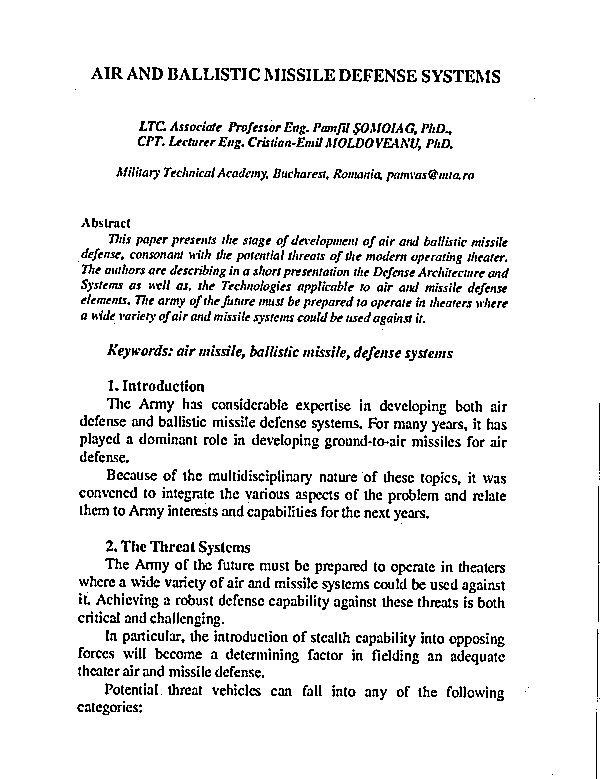 AIR AND BALLISTIC MISSILE DEFENSE SYSTEMS
LTC. Associate Professor Eng. Pamfil ŞOMOIAG, PhD.,
CPT. Lecturer Eng. Cristian-Emil MOLDOVEANU, PhD.
Military Technical Academy, Bucharest, Romania, pamvas@mta.ro
Abstract
This paper presents the stage of development of air and ballistic missile
defense, consonant with the potential threats of the modern operating theater.
The authors are describing in a short presentation the Defense Architecture and
Systems as well as, the Technologies applicable to air and missile defense
elements. The army of the future must be prepared to operate in theaters where
a wide variety of air and missile systems could be used against it.
Keywords: air missile, ballistic missile, defense systems
1. Introduction
The Army has considerable expertise in developing both air
defense and ballistic missile defense systems. For many years, it has
played a dominant role in developing ground-to-air missiles for air
defense.
Because of the multidisciplinary nature of these topics, it was
convened to integrate the various aspects of the problem and relate
them to Army interests and capabilities for the next years.
2. The Threat Systems
The Army of the future must be prepared to operate in theaters
where a wide variety of air and missile systems could be used against
it. Achieving a robust defense capability against these threats is both
critical and challenging.
In particular, the introduction of stealth capability into opposing
forces will become a determining factor in fielding an adequate
theater air and missile defense.
Potential threat vehicles can fall into any of the following
categories: